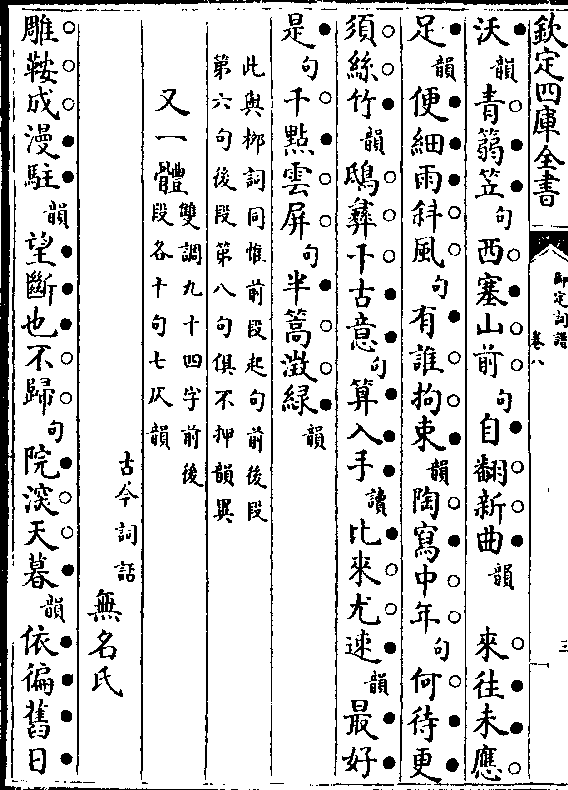 欽定四庫全書
御定詞譜
卷八
三
沃韻青篛笠句西塞山前句自翻新曲韻　來往未應
足韻便細雨斜風句有誰拘束韻陶寫中年句何待更
須絲竹韻鴟彝千古意句算入手讀比來尤速韻最好
是句千點雲屏句半篙澂緑韻
此與柳詞同惟前段起句前後段
第六句後段第八句俱不押韻異
又一體雙調九十四字前後
段各十句七仄韻
古今詞話　無名氏
雕鞍成漫駐韻望斷也不歸句院深天暮韻依徧舊日